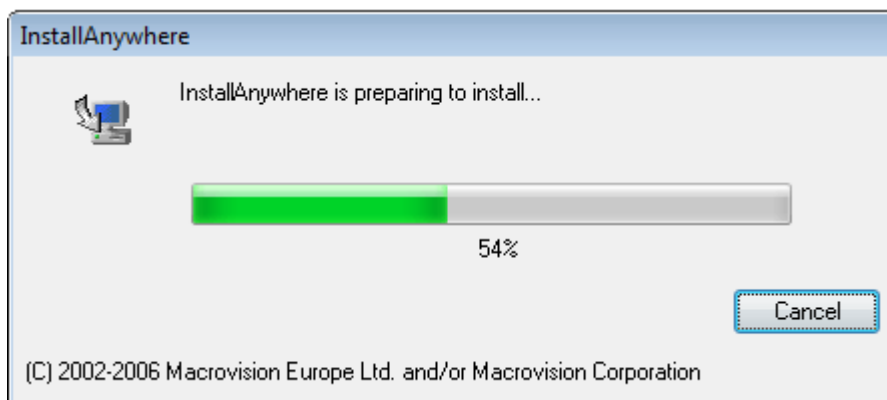 InstallAnywhere
InstallAnywhere is preparing to install...
54%
Cancel
(C) 2002-2006 Macrovision Europe Ltd. and/or Macrovision Corporation